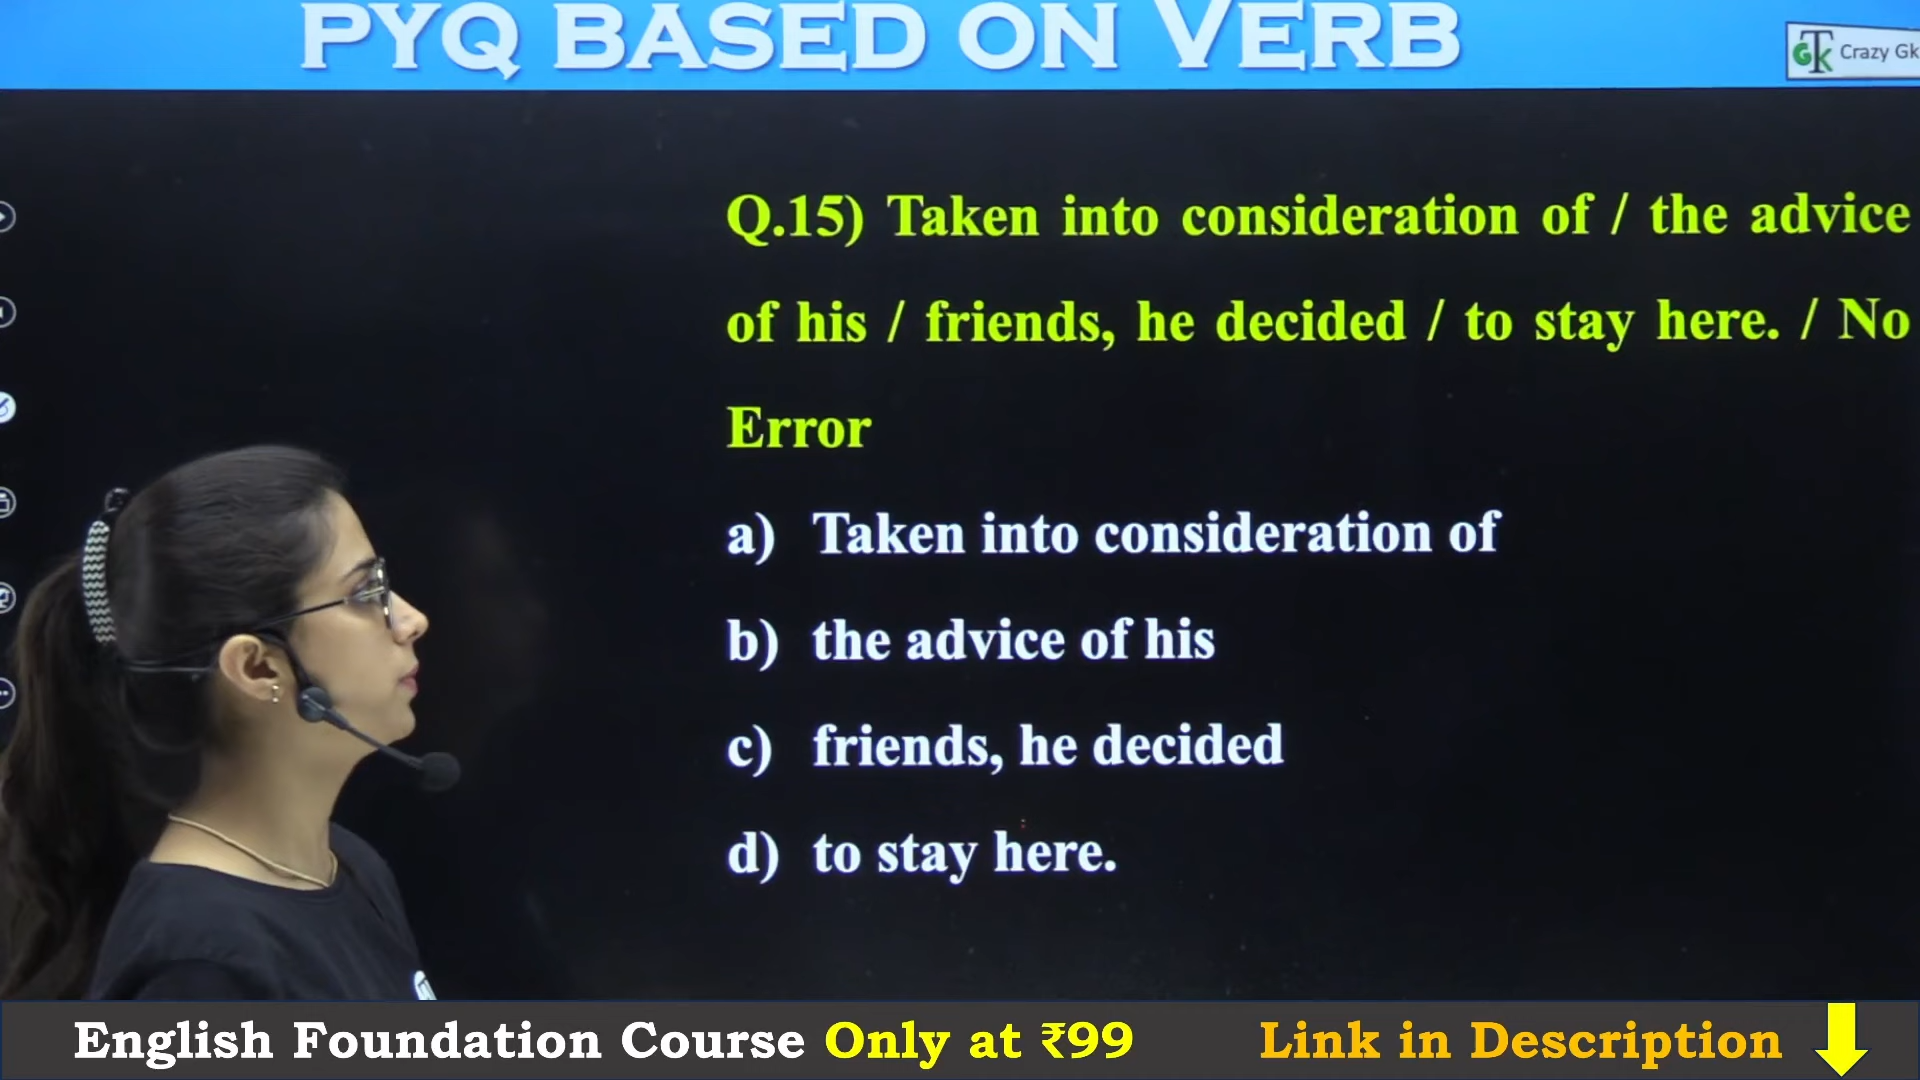 PYQ BASED ON VERB
GTK Crazy Gk
Q.15) Taken into consideration of / the advice
of his / friends, he decided / to stay here. / No
Error
a) Taken into consideration of
b) the advice of his
c) friends, he decided
d) to stay here.
English Foundation Course Only at ₹99 Link in Description